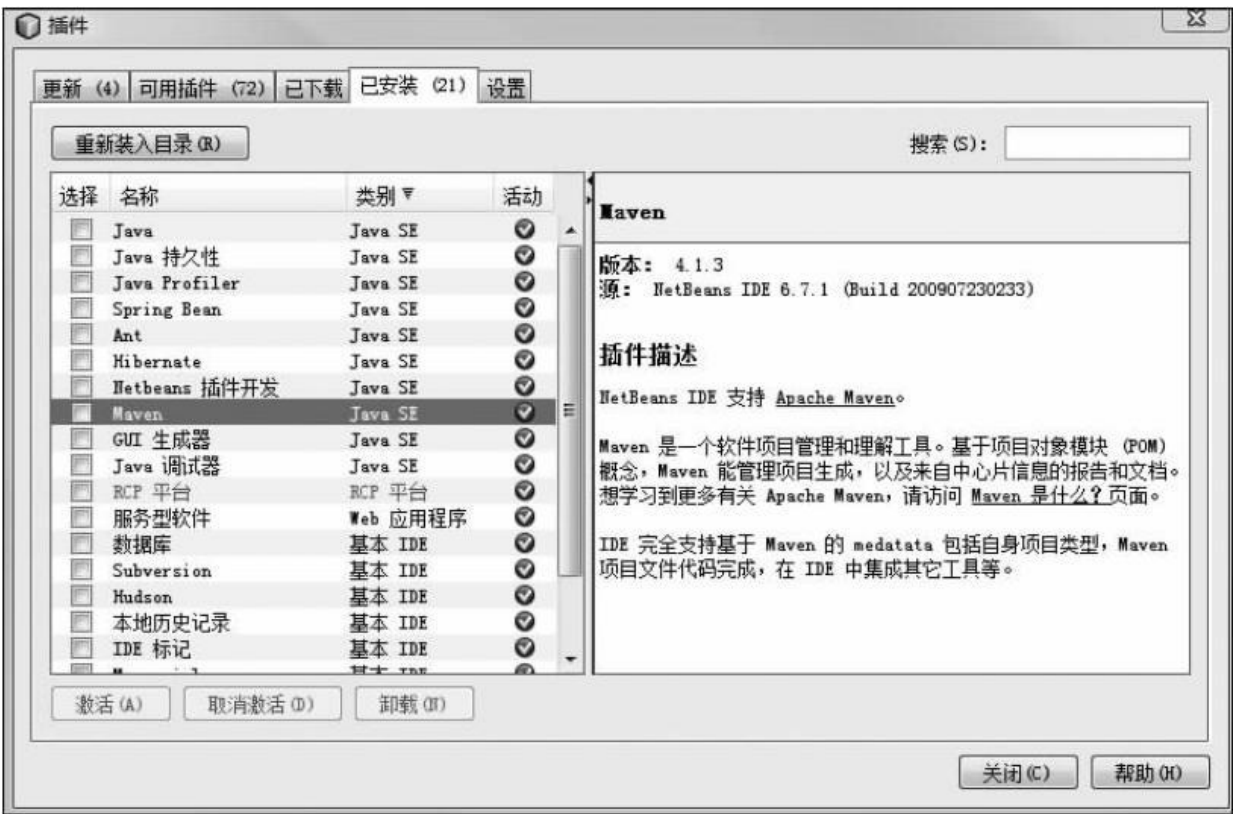 插件
更新 (4) 可用插件 (72) 已下载 已安装 (21) 设置
重新装入目录(R) 搜索(S):
选择 名称 类别 活动
Java Java SE
Java 持久性 Java SE
Java Profiler Java SE
Spring Bean Java SE
Ant Java SE
Hibernate Java SE
Netbeans 插件开发 Java SE
Maven Java SE
GUI 生成器 Java SE
Java 调试器 Java SE
RCP 平台 RCP 平台
服务型软件 Web 应用程序
数据库 基本 IDE
Subversion 基本 IDE
Hudson 基本 IDE
本地历史记录 基本 IDE
IDE 标记 基本 IDE
Maven
版本: 4.1.3
源: NetBeans IDE 6.7.1 (Build 200907230233)
插件描述
NetBeans IDE 支持 Apache Maven。
Maven 是一个软件项目管理和理解工具。基于项目对象模块 (POM)
概念，Maven 能管理项目生成，以及来自中心片信息的报告和文档。
想学习到更多有关 Apache Maven，请访问 Maven 是什么？页面。
IDE 完全支持基于 Maven 的 medatata 包括自身项目类型，Maven
项目文件代码完成，在 IDE 中集成其它工具等。
激活(A) 取消激活(D) 卸载(N)
关闭(C) 帮助(H)